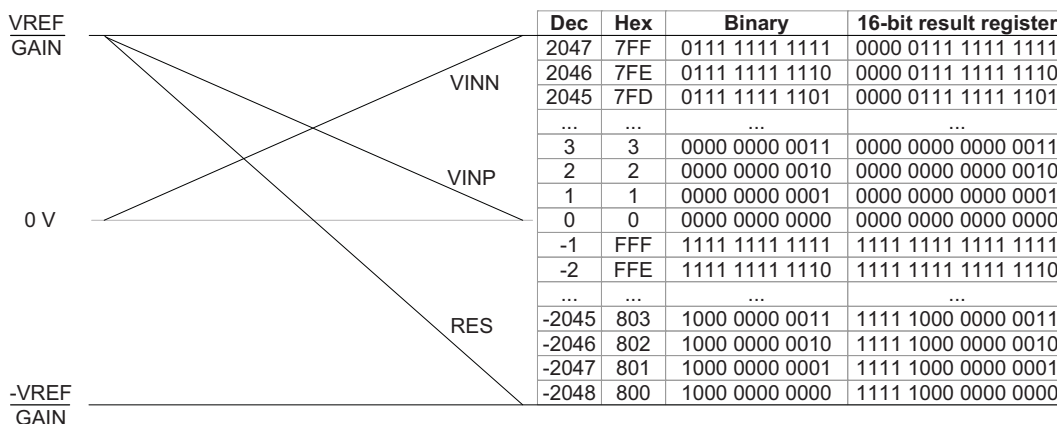 VREF
GAIN
VINN
VINP
0 V
RES
-VREF
GAIN
Dec Hex Binary 16-bit result register
2047 7FF 0111 1111 1111 0000 0111 1111 1111
2046 7FE 0111 1111 1110 0000 0111 1111 1110
2045 7FD 0111 1111 1101 0000 0111 1111 1101
... ... ... ...
3 3 0000 0000 0011 0000 0000 0000 0011
2 2 0000 0000 0010 0000 0000 0000 0010
1 1 0000 0000 0001 0000 0000 0000 0001
0 0 0000 0000 0000 0000 0000 0000 0000
-1 FFF 1111 1111 1111 1111 1111 1111 1111
-2 FFE 1111 1111 1110 1111 1111 1111 1110
... ... ... ...
-2045 803 1000 0000 0011 1111 1000 0000 0011
-2046 802 1000 0000 0010 1111 1000 0000 0010
-2047 801 1000 0000 0001 1111 1000 0000 0001
-2048 800 1000 0000 0000 1111 1000 0000 0000